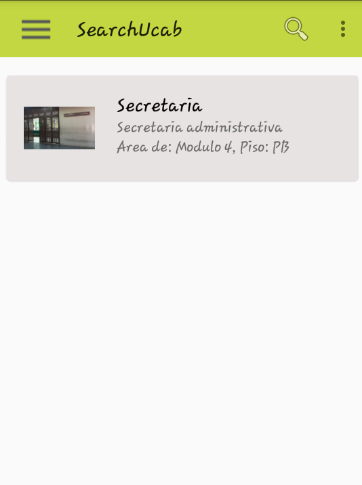 SearchUcab
Secretaria
Secretaria administrativa
Area de: Modulo 4, Piso: PB